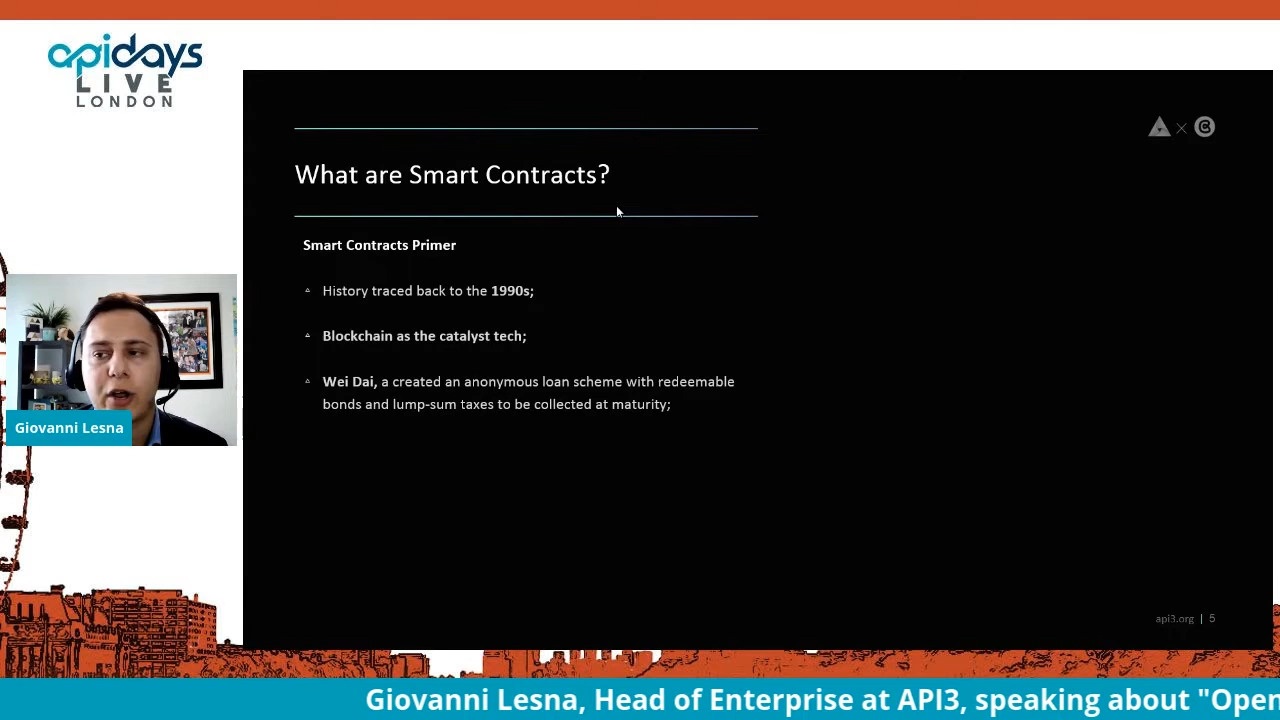 apidays
LIVE
LONDON
What are Smart Contracts?
Smart Contracts Primer
History traced back to the 1990s;
Blockchain as the catalyst tech;
Wei Dai, a created an anonymous loan scheme with redeemable
bonds and lump-sum taxes to be collected at maturity;
Giovanni Lesna
api3.org | 5
Giovanni Lesna, Head of Enterprise at API3, speaking about "Open